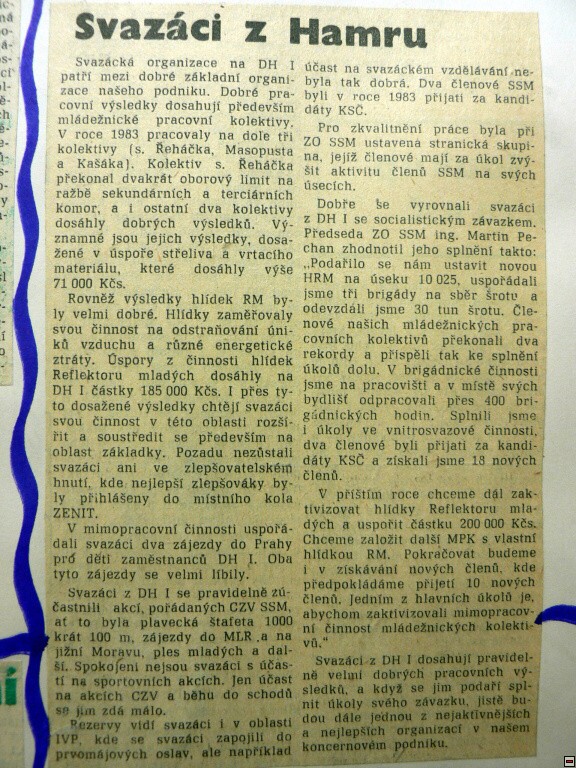 Svazáci z Hamru
Svazácká organizace na DH I
patří mezi dobré základní organi-
zace našeho podniku. Dobré pra-
covní výsledky dosahují především
mládežnické pracovní kolektivy.
V roce 1983 pracovaly na dole tři
kolektivy (s. Řeháčka, Masopusta
a Kašáka). Kolektiv s. Řeháčka
překonal dvakrát oborový limit na
ražbě sekundárních a terciárních
komor, a i ostatní dva kolektivy
dosáhly dobrých výsledků. Vý-
znamné jsou jejich výsledky, dosa-
žené v úspoře střeliva a vrtacího
materiálu, které dosáhly výše
71 000 Kčs.
Rovněž výsledky hlídek RM by-
ly velmi dobré. Hlídky zaměřovaly
svou činnost na odstraňování úni-
ků vzduchu a různé energetické
ztráty. Úspory z činnosti hlídek
Reflektoru mladých dosáhly na
DH I částky 185 000 Kčs. I přes ty-
to dosažené výsledky chtějí svazáci
svou činnost v této oblasti rozší-
řit a soustředit se především na
oblast základky. Pozadu nezůstali
svazáci ani ve zlepšovatelském
hnutí, kde nejlepší zlepšováky by-
ly přihlášeny do místního kola
ZENIT.
V mimopracovní činnosti uspořá-
dali svazáci dva zájezdy do Prahy
pro děti zaměstnanců DH I. Oba
tyto zájezdy se velmi líbily.
Svazáci z DH I se pravidelně zú-
častnili akcí, pořádaných CZV SSM,
ať to byla plavecká štafeta 1000
krát 100 m, zájezdy do MLR a na
jižní Moravu, ples mladých a dal-
ší. Spokojeni nejsou svazáci s účas-
tí na sportovních akcích. Jen účast
na akcích CZV a běhu do schodů
se jim zdá málo.
Rezervy vidí svazáci i v oblasti
IVP, kde se svazáci zapojili do
prvomájových oslav, ale například
účast na svazáckém vzdělávání ne-
byla tak dobrá. Dva členové SSM
byli v roce 1983 přijati za kandi-
dáty KSČ.
Pro zkvalitnění práce byla při
ZO SSM ustavena stranická skupi-
na, jejíž členové mají za úkol zvý-
šit aktivitu členů SSM na svých
úsecích.
Dobře se vyrovnali svazáci
z DH I se socialistickým závazkem.
Předseda ZO SSM ing. Martin Pe-
chan zhodnotil jeho splnění takto:
„Podařilo se nám ustavit novou
HRM na úseku 10 025, uspořádali
jsme tři brigády na sběr šrotu a
odevzdáli jsme 30 tun šrotu. Čle-
nové našich mládežnických pra-
covních kolektivů překonali dva
rekordy a přispěli tak ke splnění
úkolů dolu. V brigádnické činnosti
jsme na pracovišti a v místě svých
bydlišť odpracovali přes 400 bri-
gádnických hodin. Splnili jsme
i úkoly ve vnitrosvazové činnosti,
dva členové byli přijati za kandi-
dáty KSČ a získali jsme 18 nových
členů.
V příštím roce chceme dál zak-
tivizovat hlídky Reflektoru mla-
dých a uspořit částku 200 000 Kčs.
Chceme založit další MPK s vlastní
hlídkou RM. Pokračovat budeme
i v získávání nových členů, kde
předpokládáme přijetí 10 nových
členů. Jedním z hlavních úkolů je,
abychom zaktivizovali mimopracov-
ní činnost mládežnických kolekti-
vů.“
Svazáci z DH I dosahují pravidel-
ně velmi dobrých pracovních vý-
sledků, a když se jim podaří spl-
nit úkoly svého závazku, jistě bu-
dou dále jednou z nejaktivnějších
a nejlepších organizací v našem
koncernovém podniku.